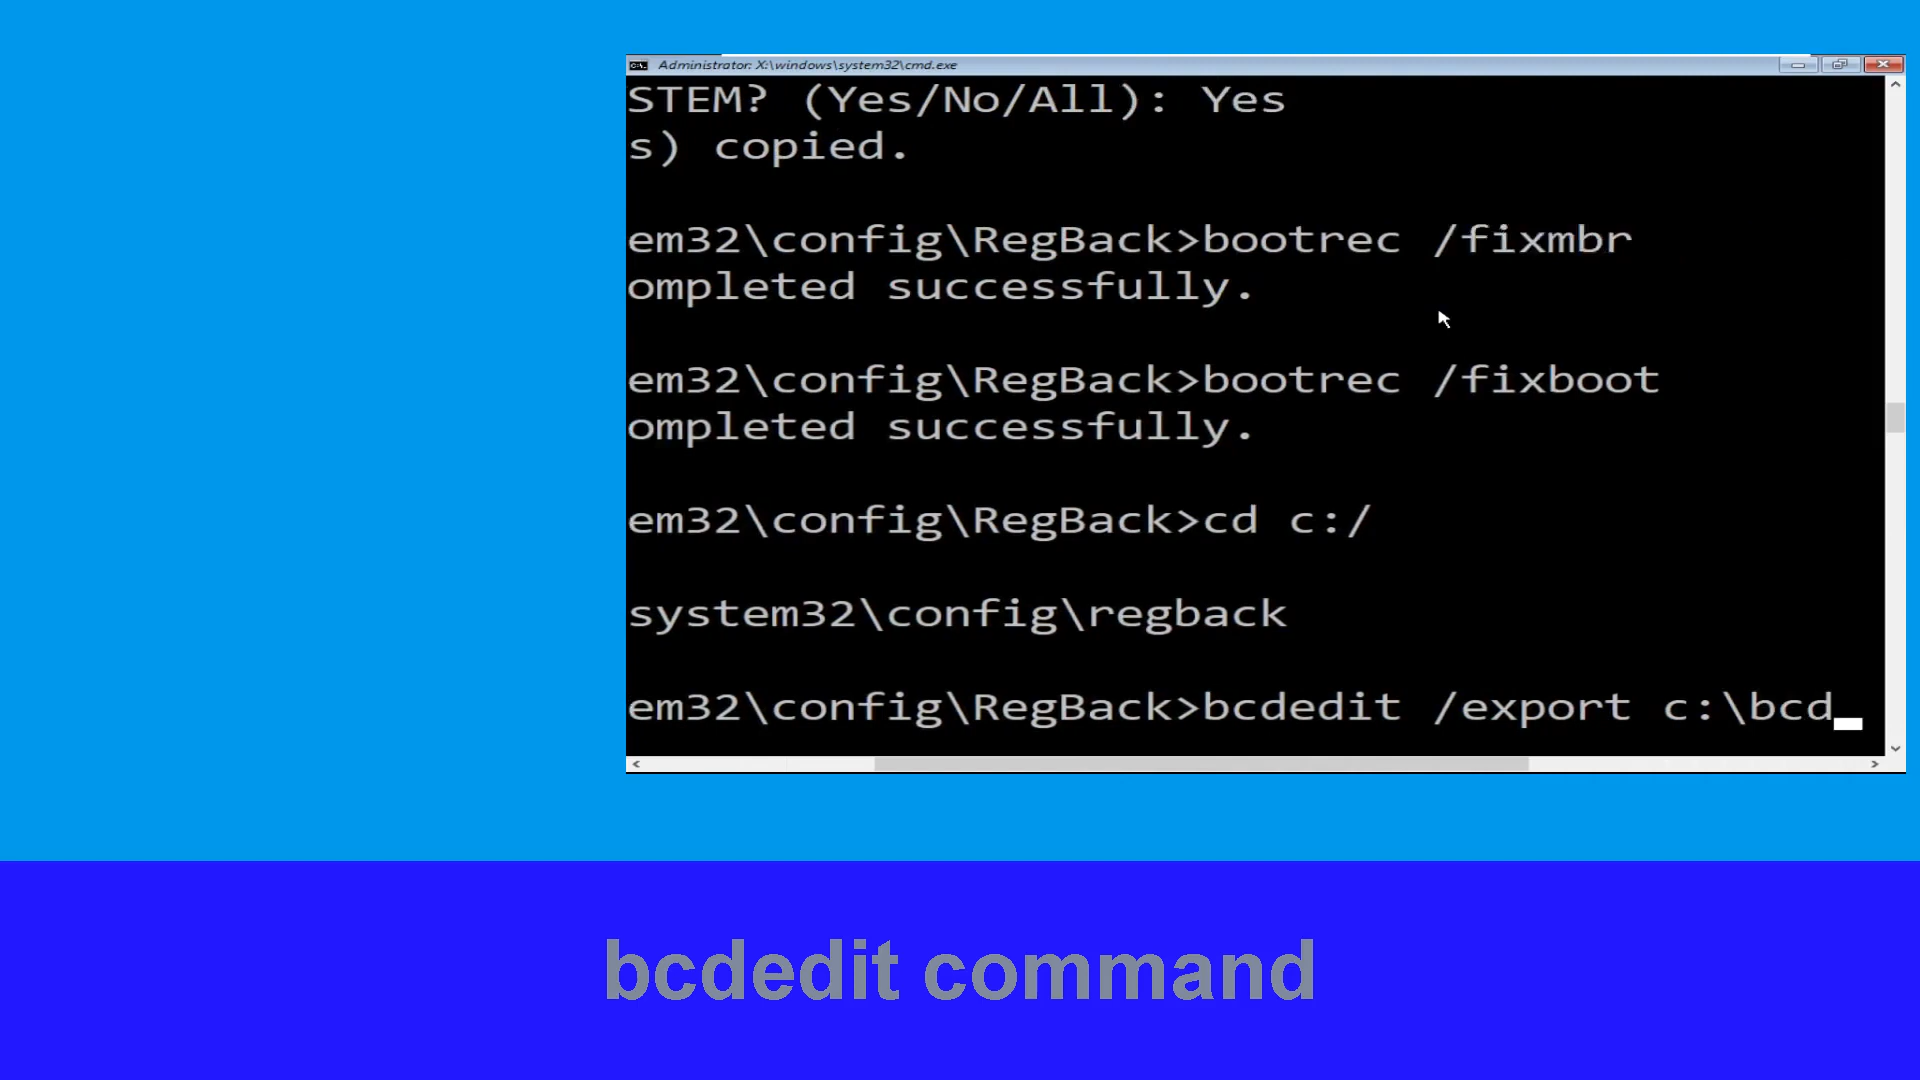 Administrator: X:\windows\system32\cmd.exe
STEM? (Yes/No/All): Yes
s) copied.
em32\config\RegBack>bootrec /fixmbr
ompleted successfully.
em32\config\RegBack>bootrec /fixboot
ompleted successfully.
em32\config\RegBack>cd c:/
system32\config\regback
em32\config\RegBack>bcdedit /export c:\bcd
bcdedit command